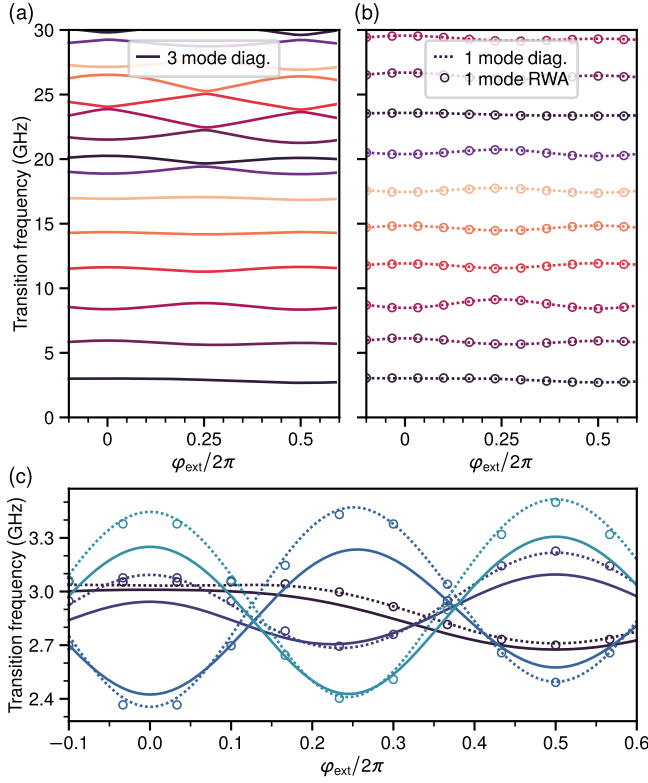 (a)
(b)
Transition frequency (GHz)
30
25
20
15
10
5
0
3 mode diag.
1 mode diag.
1 mode RWA
0
0.25
0.5
0
0.25
0.5
φext/2π
φext/2π
(c)
Transition frequency (GHz)
3.3
3.0
2.7
2.4
−0.1
0.0
0.1
0.2
0.3
0.4
0.5
0.6
φext/2π